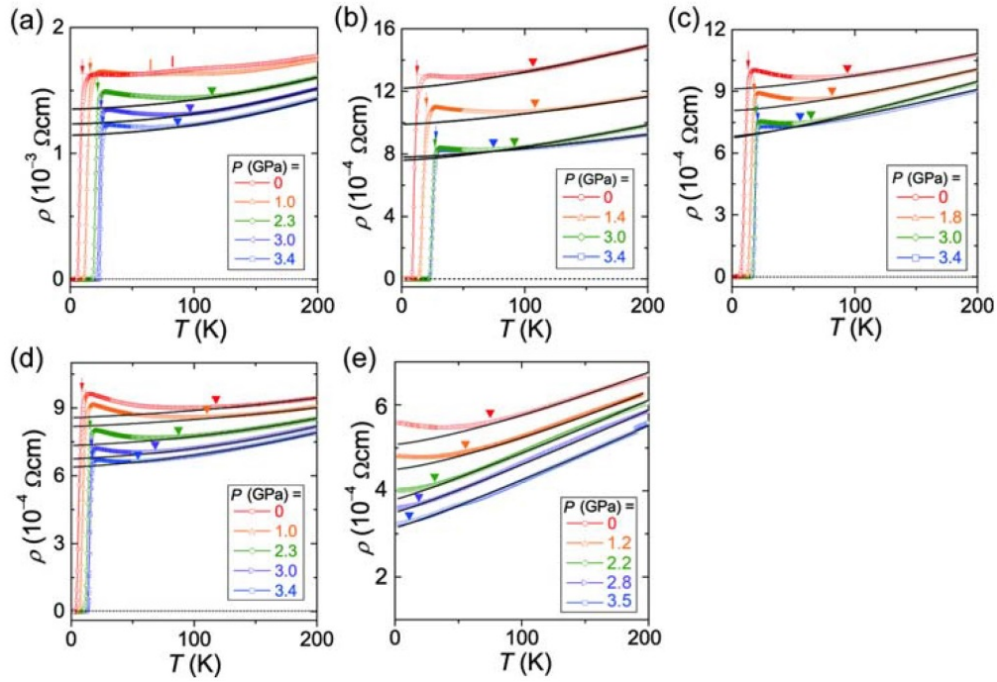 (a)
2
1
0
ρ (10⁻³ Ωcm)
P (GPa) =
0
1.0
2.3
3.0
3.4
0 100 200
T (K)
(b)
16
12
8
4
0
ρ (10⁻⁴ Ωcm)
P (GPa) =
0
1.4
3.0
3.4
0 100 200
T (K)
(c)
12
8
4
0
ρ (10⁻⁴ Ωcm)
P (GPa) =
0
1.8
3.0
3.4
0 100 200
T (K)
(d)
9
6
3
0
ρ (10⁻⁴ Ωcm)
P (GPa) =
0
1.0
2.3
3.0
3.4
0 100 200
T (K)
(e)
6
4
2
ρ (10⁻⁴ Ωcm)
P (GPa) =
0
1.2
2.2
2.8
3.5
0 100 200
T (K)